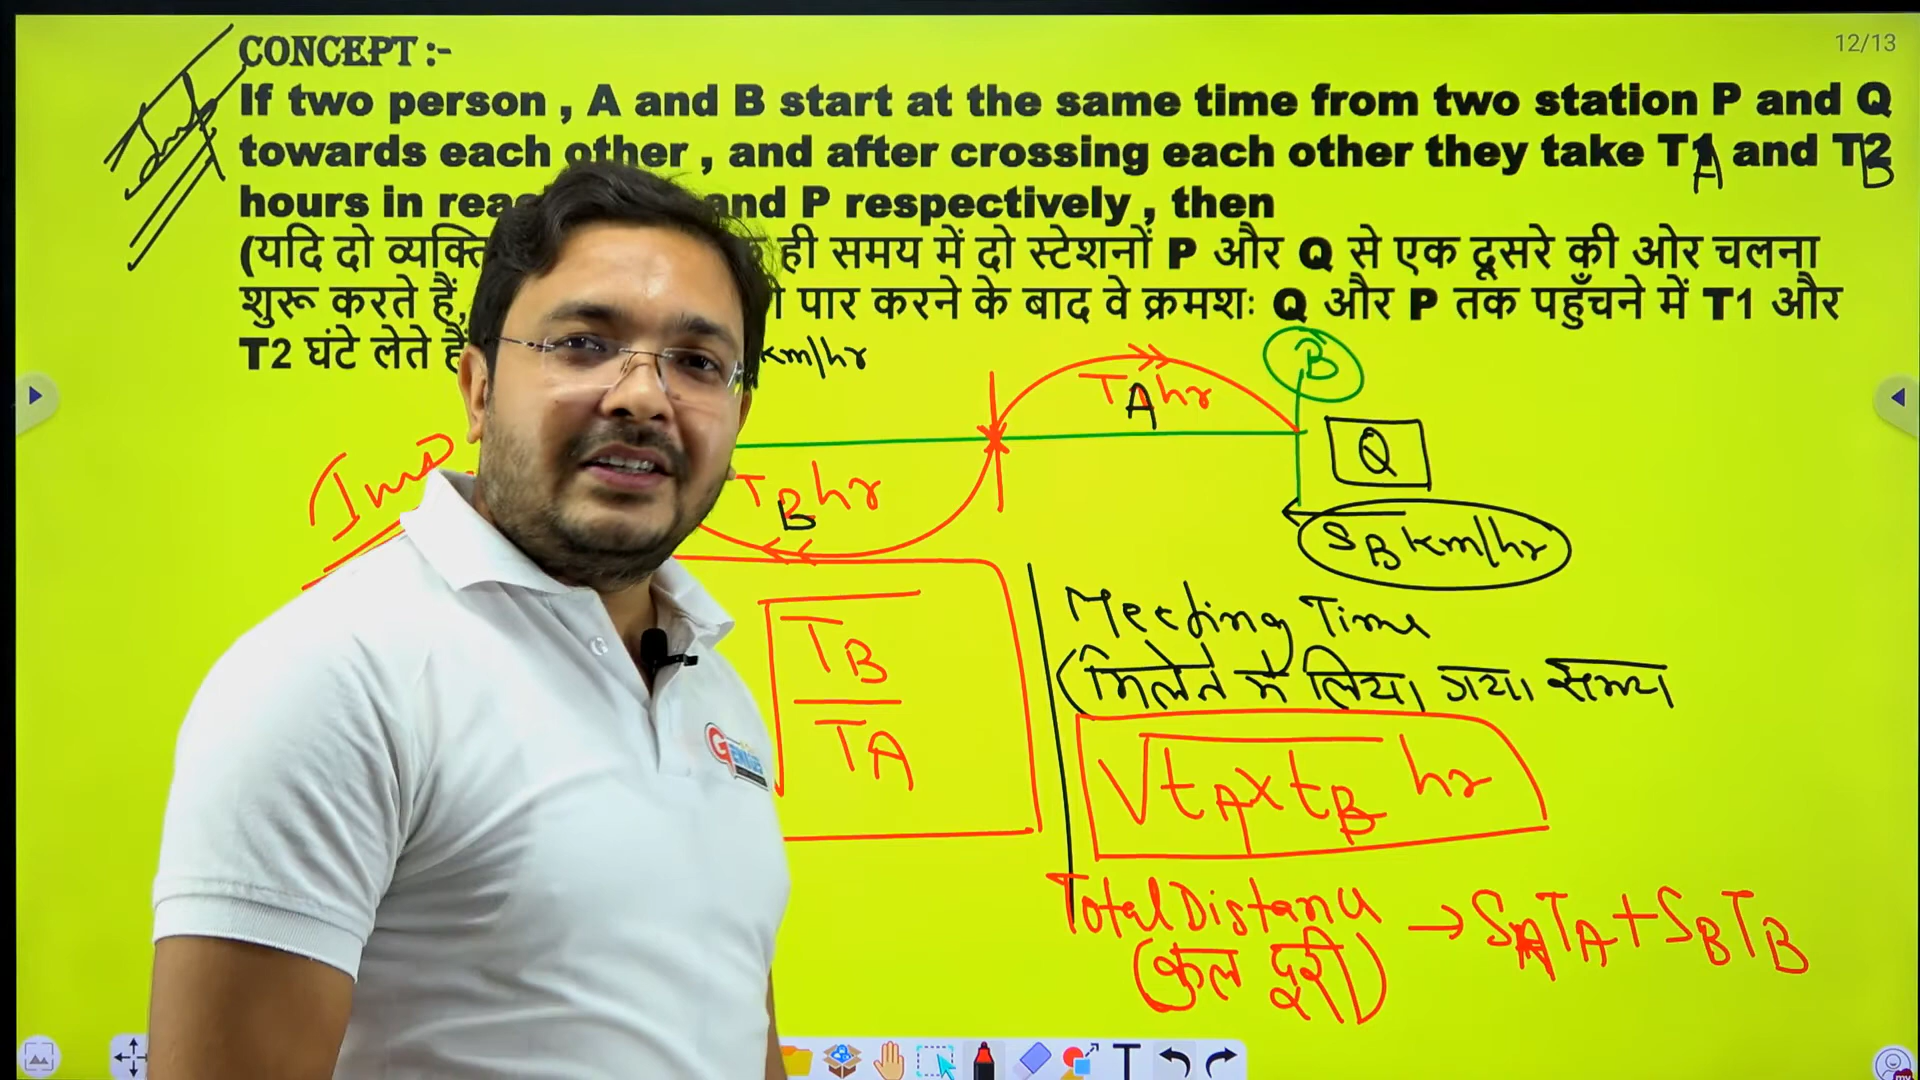 12/13
CONCEPT :-
If two person , A and B start at the same time from two station P and Q
towards each other , and after crossing each other they take T1 and T2
A B
hours in rea and P respectively , then
(यदि दो व्यक्ति ही समय में दो स्टेशनों P और Q से एक दूसरे की ओर चलना
शुरू करते हैं, पार करने के बाद वे क्रमशः Q और P तक पहुँचने में T1 और
T2 घंटे लेते हैं
km/hr
B
TA hr
Q
Imp
TB hr
SB km/hr
√TB/TA
Meeting Time
(मिलने में लिया गया समय
√tA×tB hr
Total Distance → SATA+SBTB
(कुल दूरी)
GENIUS
T